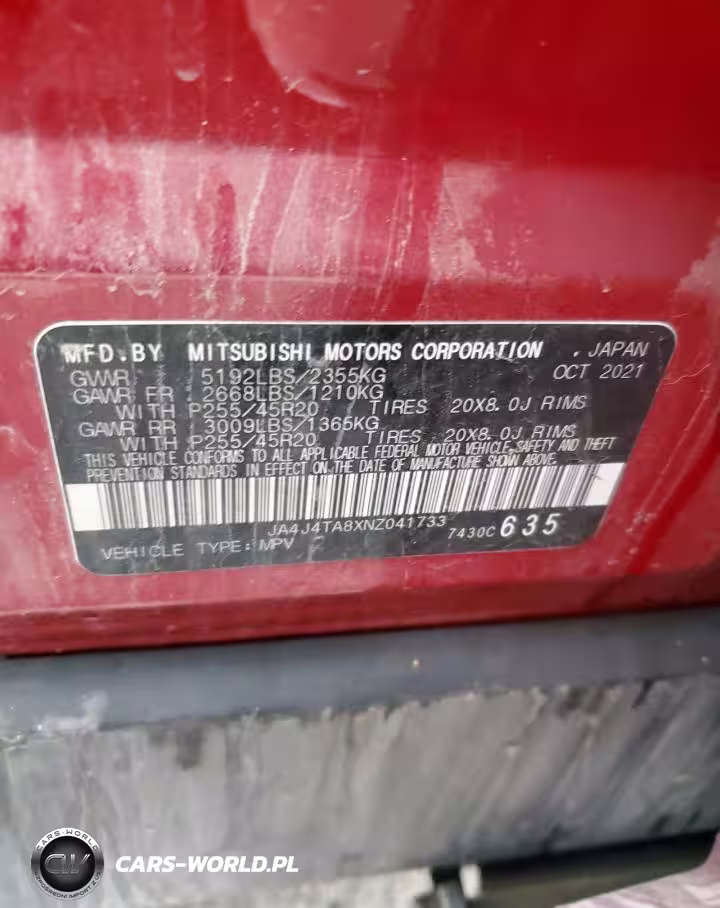 MFD.BY MITSUBISHI MOTORS CORPORATION . JAPAN
GVWR 5192LBS/2355KG OCT 2021
GAWR FR 2668LBS/1210KG
WITH P255/45R20 TIRES 20X8.0J RIMS
GAWR RR 3009LBS/1365KG
WITH P255/45R20 TIRES 20X8.0J RIMS
THIS VEHICLE CONFORMS TO ALL APPLICABLE FEDERAL MOTOR VEHICLE SAFETY AND THEFT
PREVENTION STANDARDS IN EFFECT ON THE DATE OF MANUFACTURE SHOWN ABOVE.
JA4J4TA8XNZ041733 7430C 635
VEHICLE TYPE:MPV
CARS-WORLD
CW
CARS-WORLD.PL